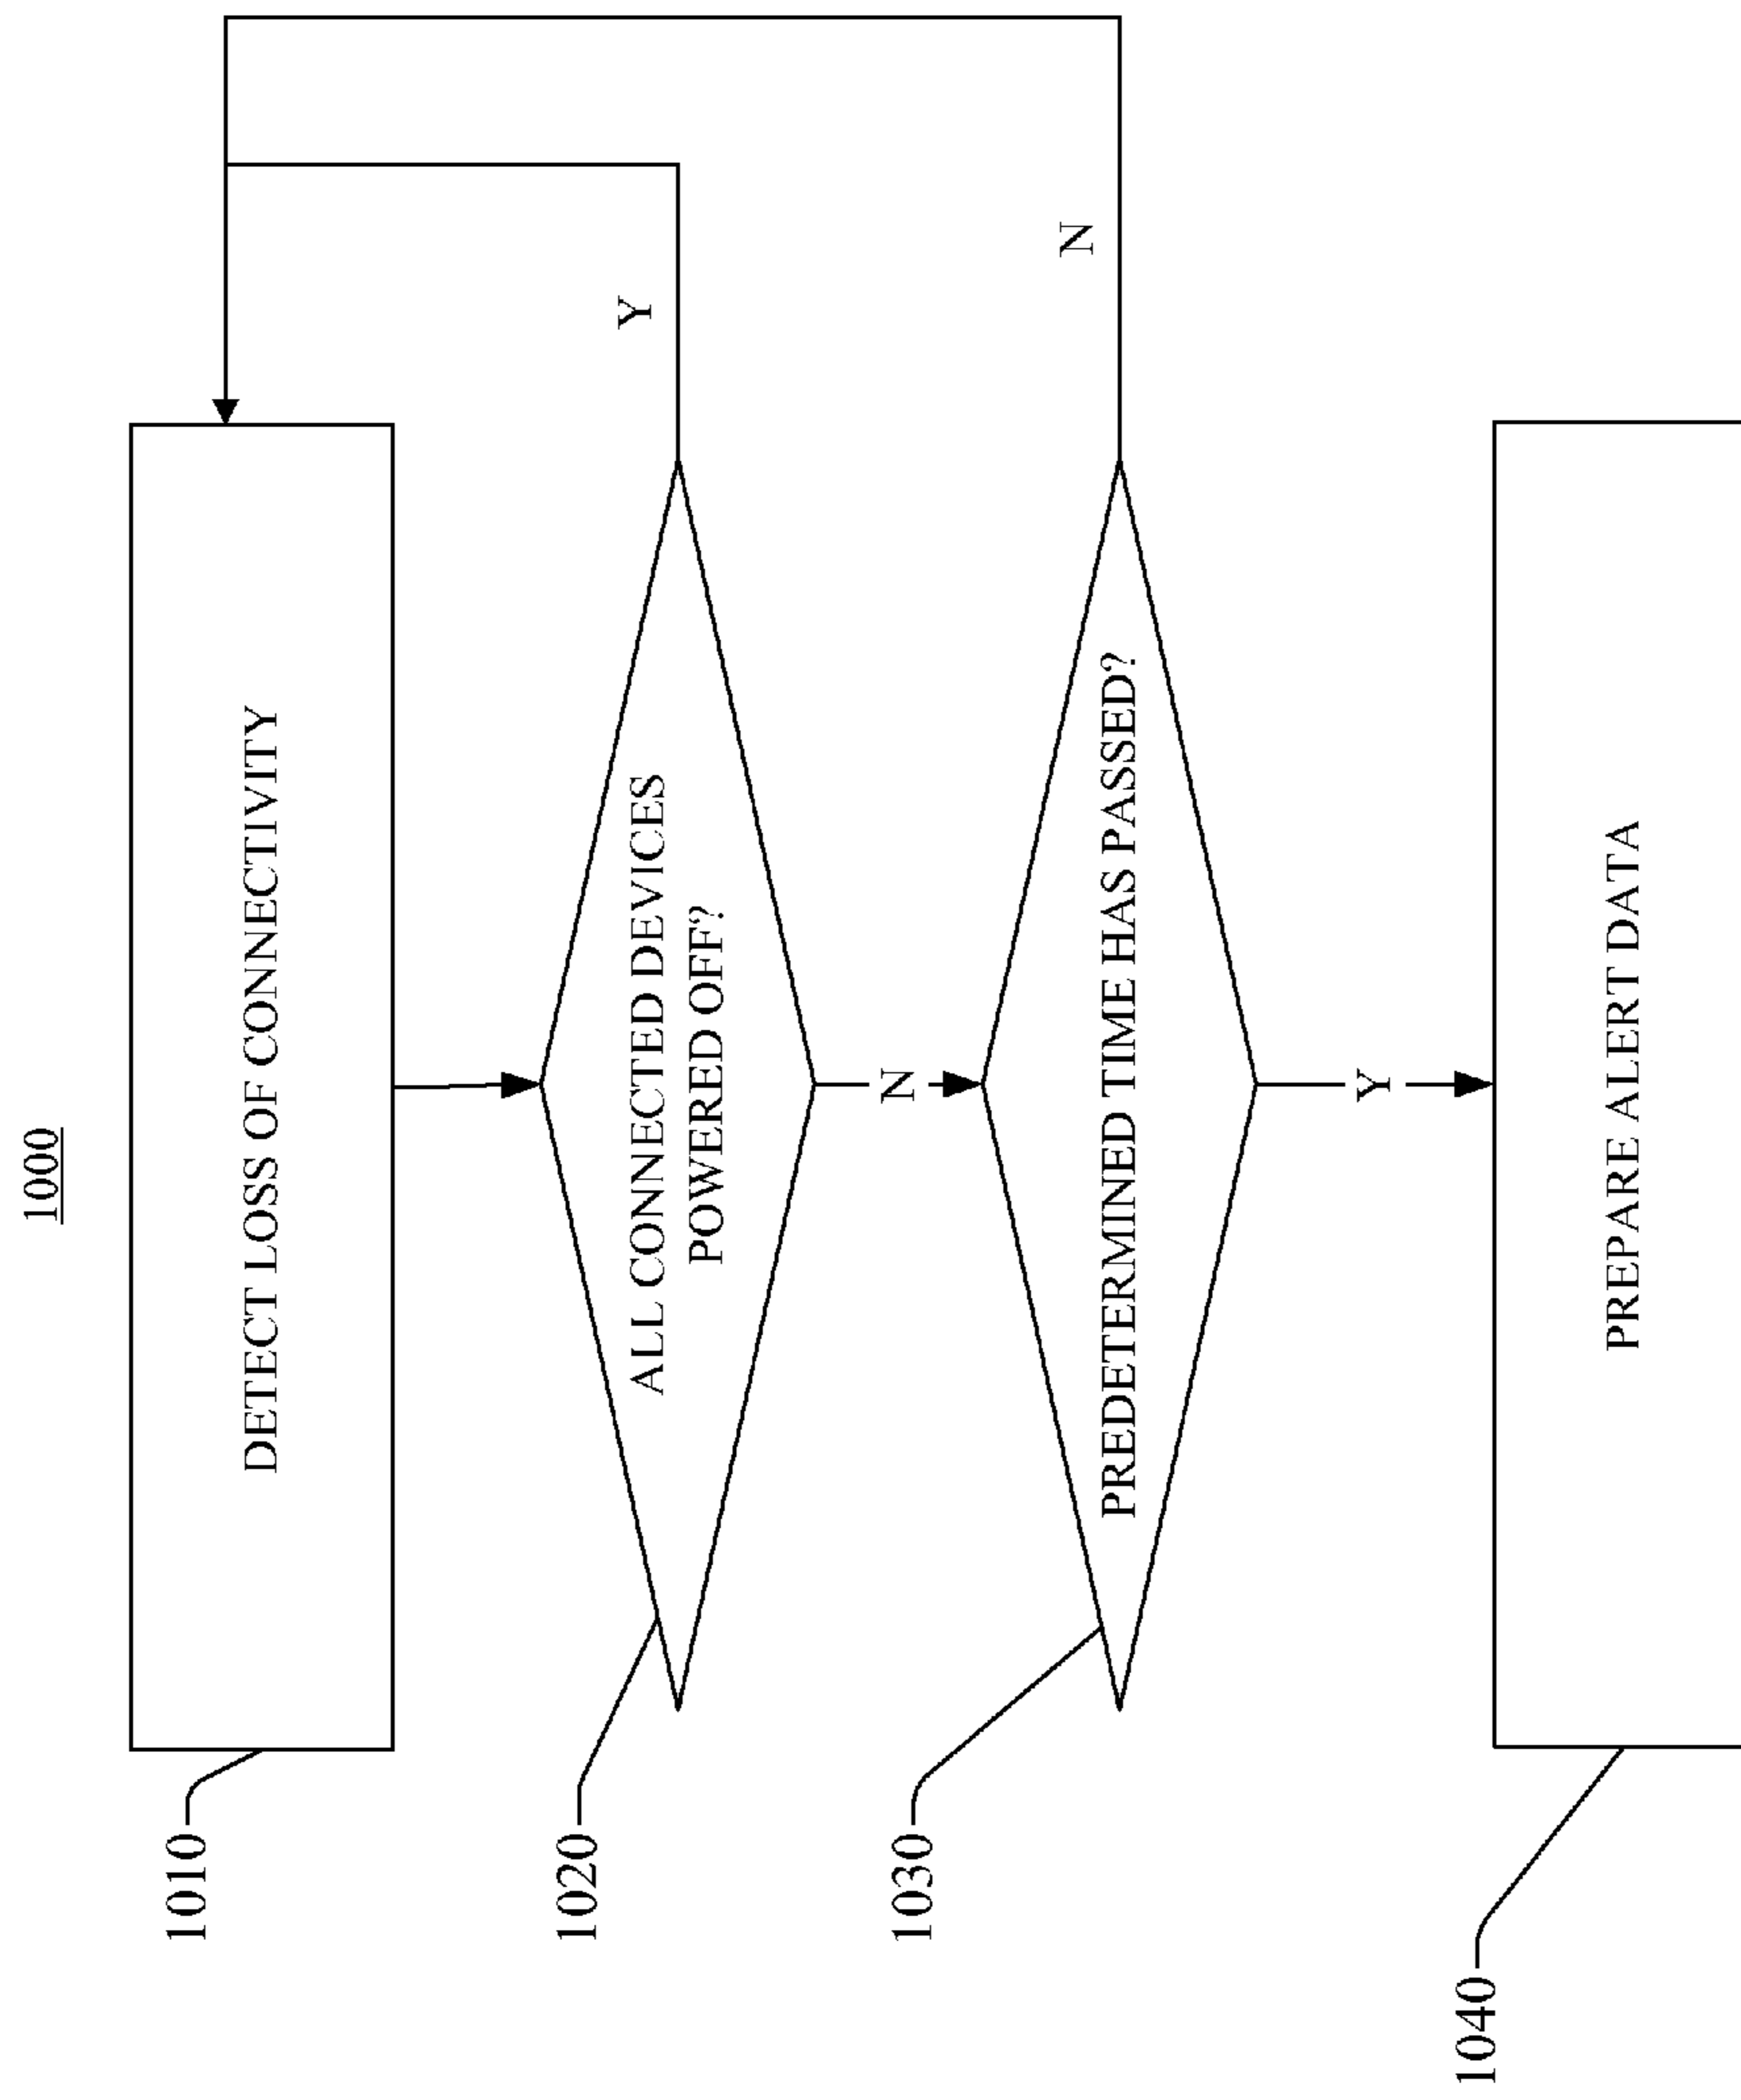 1000
DETECT LOSS OF CONNECTIVITY
1010
ALL CONNECTED DEVICES
POWERED OFF?
Y
1020
N
PREDETERMINED TIME HAS PASSED?
N
1030
Y
PREPARE ALERT DATA
1040